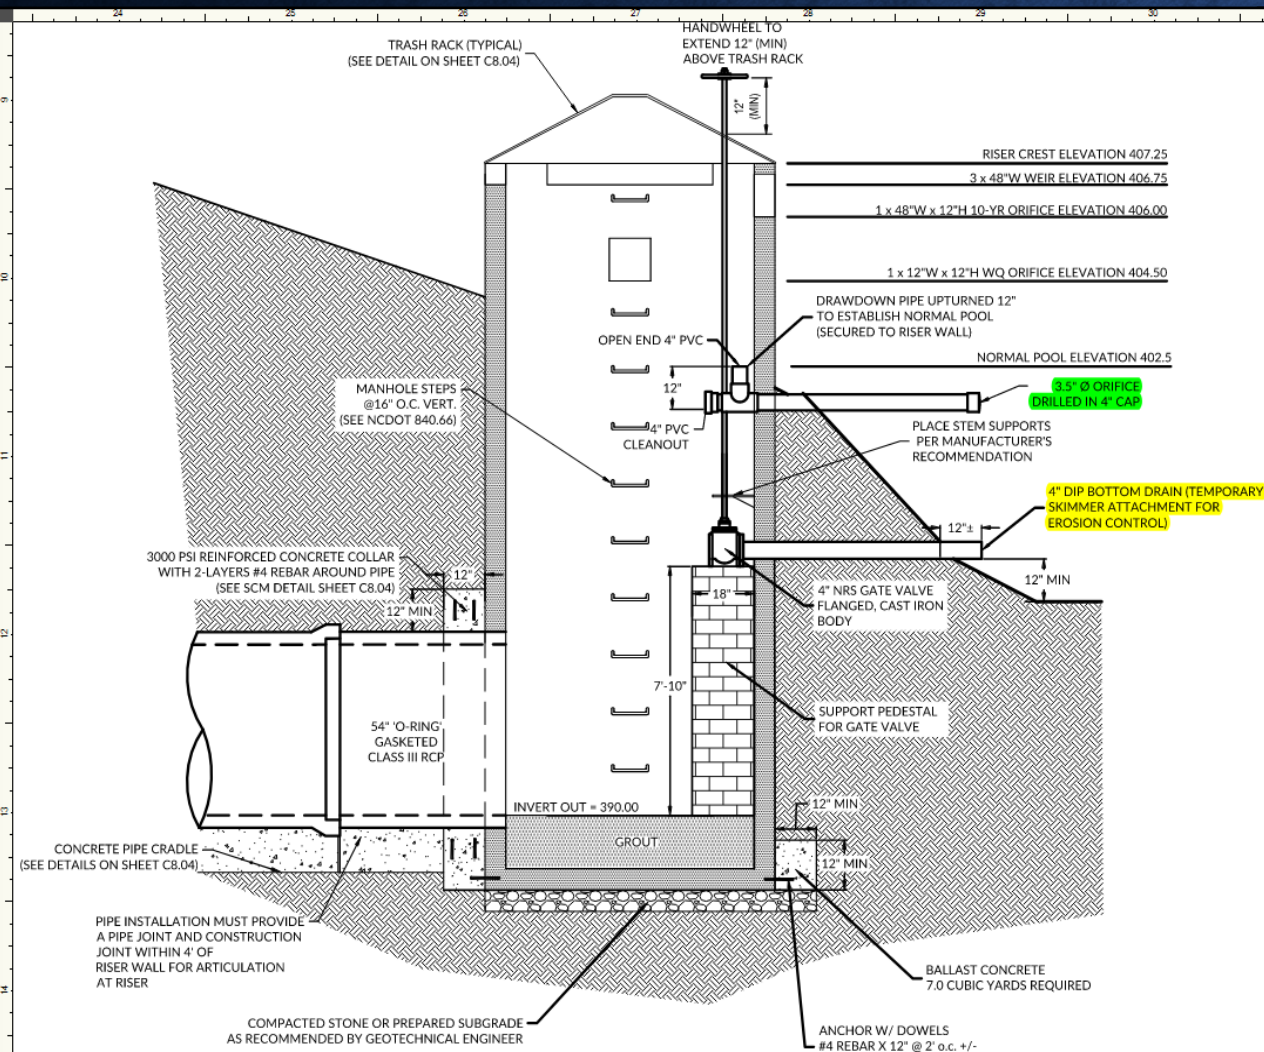 24 25 26 27 28 29 30
9
10
11
12
13
14
TRASH RACK (TYPICAL)
(SEE DETAIL ON SHEET C8.04)
HANDWHEEL TO
EXTEND 12" (MIN)
ABOVE TRASH RACK
12"
(MIN)
RISER CREST ELEVATION 407.25
3 x 48"W WEIR ELEVATION 406.75
1 x 48"W x 12"H 10-YR ORIFICE ELEVATION 406.00
1 x 12"W x 12"H WQ ORIFICE ELEVATION 404.50
DRAWDOWN PIPE UPTURNED 12"
TO ESTABLISH NORMAL POOL
(SECURED TO RISER WALL)
OPEN END 4" PVC
NORMAL POOL ELEVATION 402.5
12"
3.5" Ø ORIFICE
DRILLED IN 4" CAP
MANHOLE STEPS
@16" O.C. VERT.
(SEE NCDOT 840.66)
4" PVC
CLEANOUT
PLACE STEM SUPPORTS
PER MANUFACTURER'S
RECOMMENDATION
4" DIP BOTTOM DRAIN (TEMPORARY
SKIMMER ATTACHMENT FOR
EROSION CONTROL)
12"±
3000 PSI REINFORCED CONCRETE COLLAR
WITH 2-LAYERS #4 REBAR AROUND PIPE
(SEE SCM DETAIL SHEET C8.04)
12"
12" MIN
12" MIN
18"
4" NRS GATE VALVE
FLANGED, CAST IRON
BODY
7'-10"
SUPPORT PEDESTAL
FOR GATE VALVE
54" 'O-RING'
GASKETED
CLASS III RCP
INVERT OUT = 390.00
12" MIN
GROUT
12" MIN
CONCRETE PIPE CRADLE
(SEE DETAILS ON SHEET C8.04)
PIPE INSTALLATION MUST PROVIDE
A PIPE JOINT AND CONSTRUCTION
JOINT WITHIN 4' OF
RISER WALL FOR ARTICULATION
AT RISER
BALLAST CONCRETE
7.0 CUBIC YARDS REQUIRED
COMPACTED STONE OR PREPARED SUBGRADE
AS RECOMMENDED BY GEOTECHNICAL ENGINEER
ANCHOR W/ DOWELS
#4 REBAR X 12" @ 2' o.c. +/-